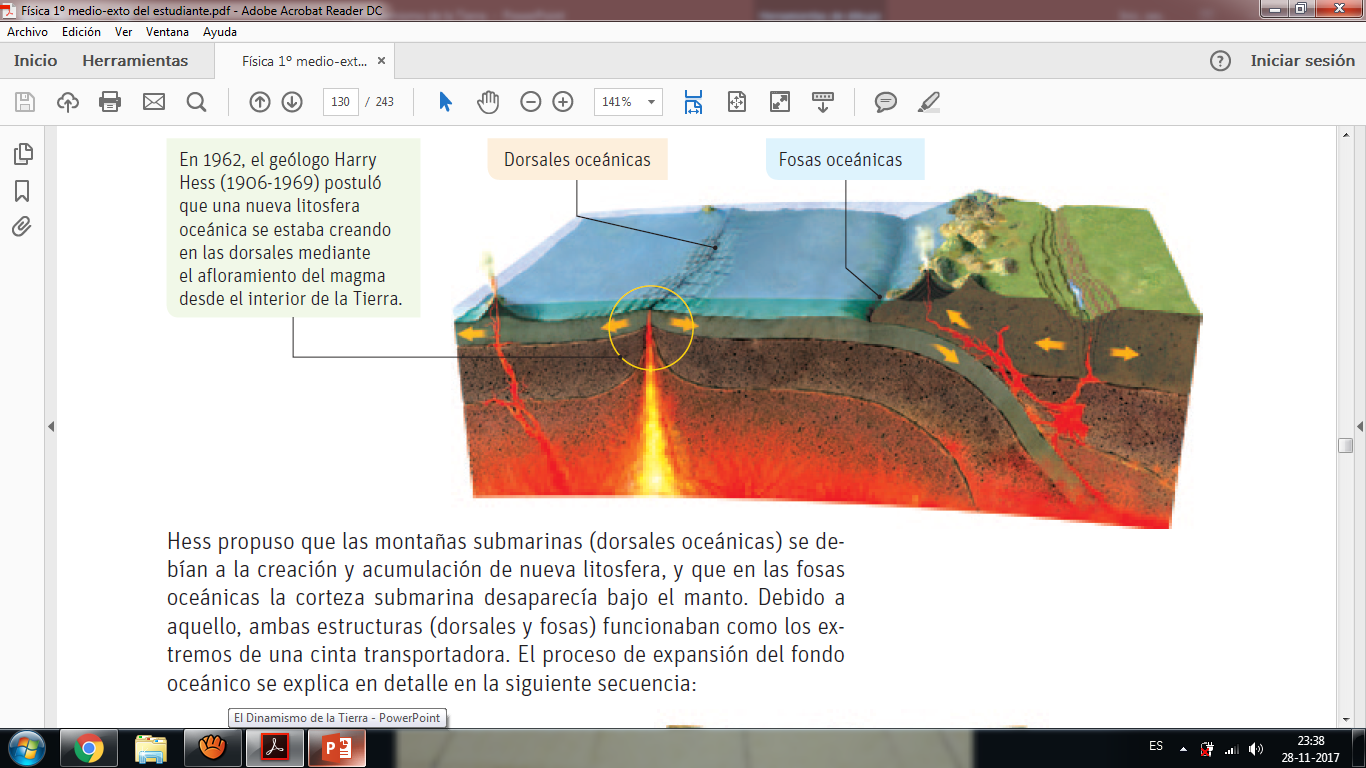 Física 1º medio-exto del estudiante.pdf - Adobe Acrobat Reader DC
Archivo Edición Ver Ventana Ayuda
Inicio Herramientas Física 1º medio-ext... × Iniciar sesión
130 / 243 141%
En 1962, el geólogo Harry
Hess (1906-1969) postuló
que una nueva litosfera
oceánica se estaba creando
en las dorsales mediante
el afloramiento del magma
desde el interior de la Tierra.
Dorsales oceánicas
Fosas oceánicas
Hess propuso que las montañas submarinas (dorsales oceánicas) se de-
bían a la creación y acumulación de nueva litosfera, y que en las fosas
oceánicas la corteza submarina desaparecía bajo el manto. Debido a
aquello, ambas estructuras (dorsales y fosas) funcionaban como los ex-
tremos de una cinta transportadora. El proceso de expansión del fondo
oceánico se explica en detalle en la siguiente secuencia:
El Dinamismo de la Tierra - PowerPoint
ES 23:38
28-11-2017